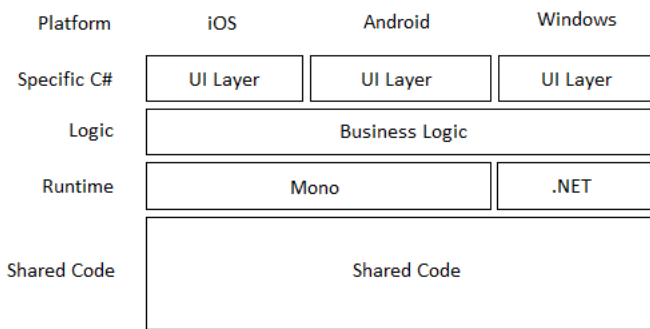 Platform iOS Android Windows
Specific C# UI Layer UI Layer UI Layer
Logic Business Logic
Runtime Mono .NET
Shared Code Shared Code